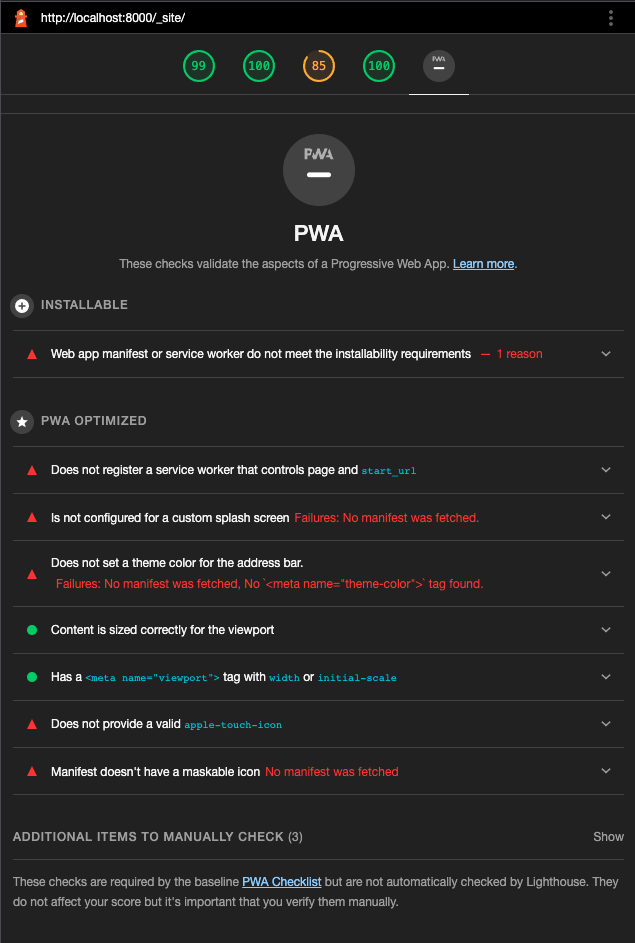 http://localhost:8000/_site/
99 100 85 100 PWA
PWA
PWA
These checks validate the aspects of a Progressive Web App. Learn more.
INSTALLABLE
Web app manifest or service worker do not meet the installability requirements — 1 reason
PWA OPTIMIZED
Does not register a service worker that controls page and start_url
Is not configured for a custom splash screen Failures: No manifest was fetched.
Does not set a theme color for the address bar.
Failures: No manifest was fetched, No `<meta name="theme-color">` tag found.
Content is sized correctly for the viewport
Has a <meta name="viewport"> tag with width or initial-scale
Does not provide a valid apple-touch-icon
Manifest doesn't have a maskable icon No manifest was fetched
ADDITIONAL ITEMS TO MANUALLY CHECK (3) Show
These checks are required by the baseline PWA Checklist but are not automatically checked by Lighthouse. They
do not affect your score but it's important that you verify them manually.